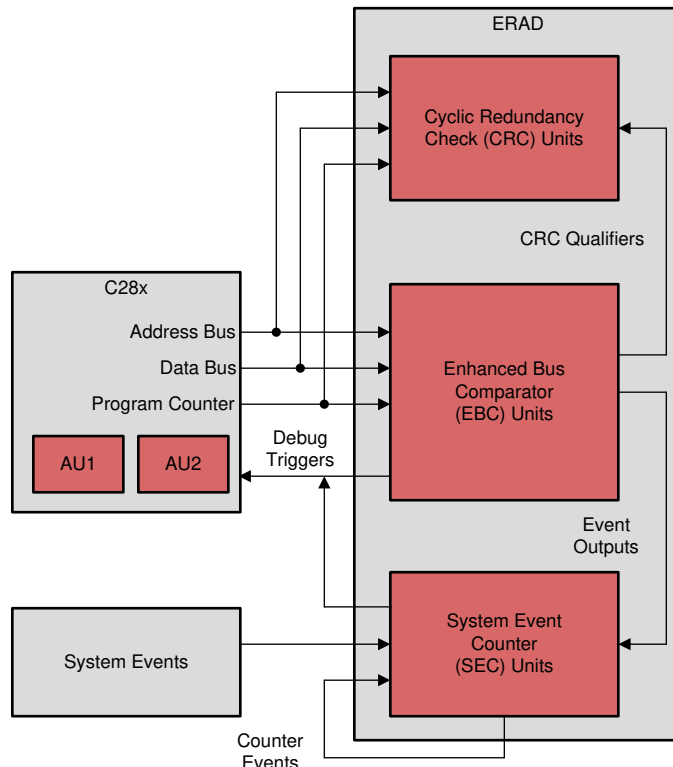 ERAD
Cyclic Redundancy
Check (CRC) Units
CRC Qualifiers
C28x
Address Bus
Data Bus
Program Counter
AU1
AU2
Enhanced Bus
Comparator
(EBC) Units
Debug
Triggers
Event
Outputs
System Events
System Event
Counter
(SEC) Units
Counter
Events